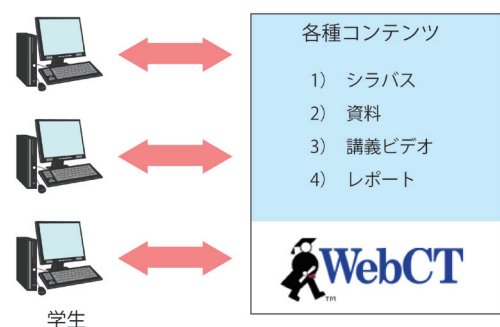 各種コンテンツ
1) シラバス
2) 資料
3) 講義ビデオ
4) レポート
WebCT
TM
学生